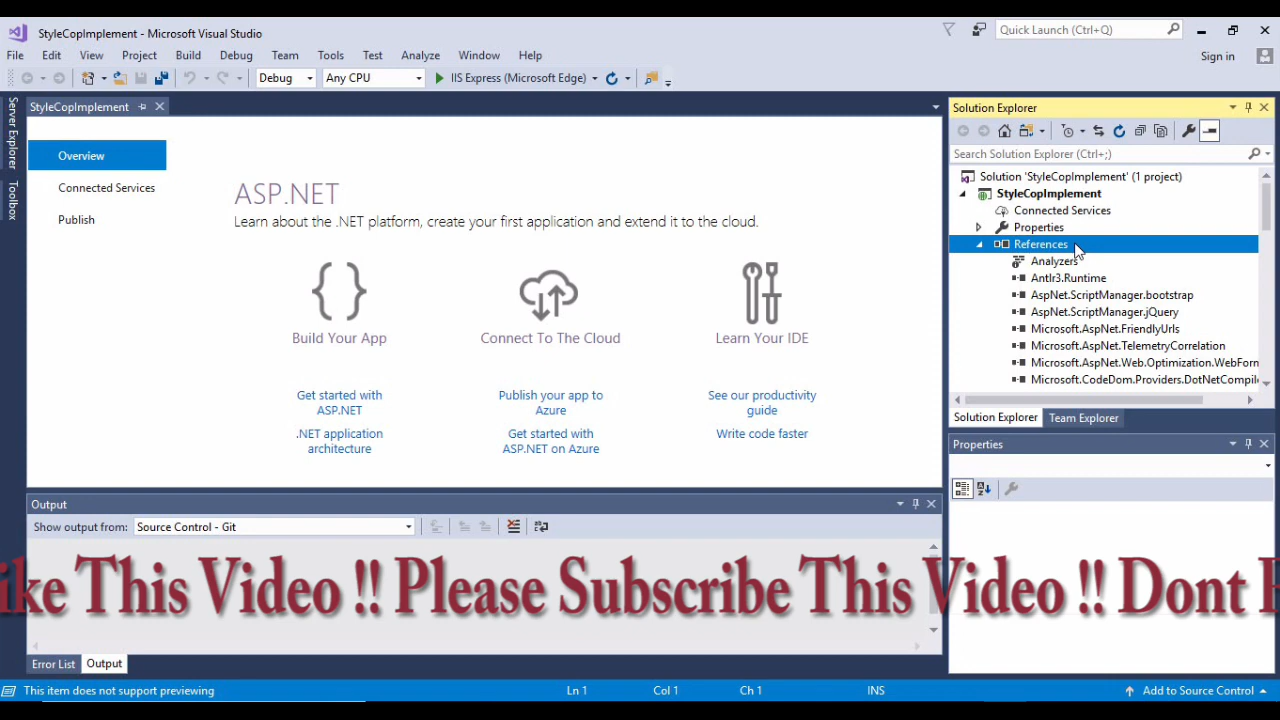 StyleCopImplement - Microsoft Visual Studio
Quick Launch (Ctrl+Q)
File Edit View Project Build Debug Team Tools Test Analyze Window Help
Sign in
Debug Any CPU IIS Express (Microsoft Edge)
Server Explorer
Toolbox
StyleCopImplement
Overview
Connected Services
Publish
ASP.NET
Learn about the .NET platform, create your first application and extend it to the cloud.
Build Your App
Connect To The Cloud
Learn Your IDE
Get started with
ASP.NET
.NET application
architecture
Publish your app to
Azure
Get started with
ASP.NET on Azure
See our productivity
guide
Write code faster
Solution Explorer
Search Solution Explorer (Ctrl+;)
Solution 'StyleCopImplement' (1 project)
StyleCopImplement
Connected Services
Properties
References
Analyzers
Antlr3.Runtime
AspNet.ScriptManager.bootstrap
AspNet.ScriptManager.jQuery
Microsoft.AspNet.FriendlyUrls
Microsoft.AspNet.TelemetryCorrelation
Microsoft.AspNet.Web.Optimization.WebForm
Microsoft.CodeDom.Providers.DotNetCompil
Solution Explorer Team Explorer
Properties
Output
Show output from: Source Control - Git
ike This Video !! Please Subscribe This Video !! Dont
Error List Output
This item does not support previewing Ln 1 Col 1 Ch 1 INS Add to Source Control